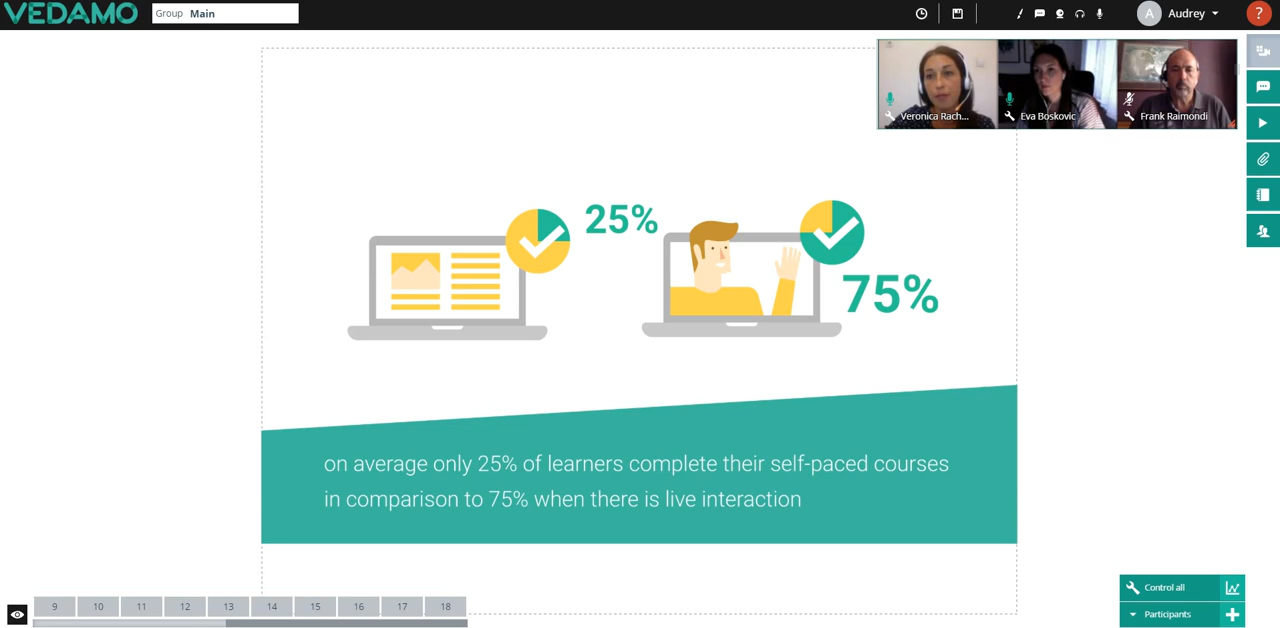 VEDAMO
Group Main
A Audrey
?
Veronica Rach...
Eva Boskovic
Frank Raimondi
25%
75%
on average only 25% of learners complete their self-paced courses
in comparison to 75% when there is live interaction
Control all
Participants
9 10 11 12 13 14 15 16 17 18